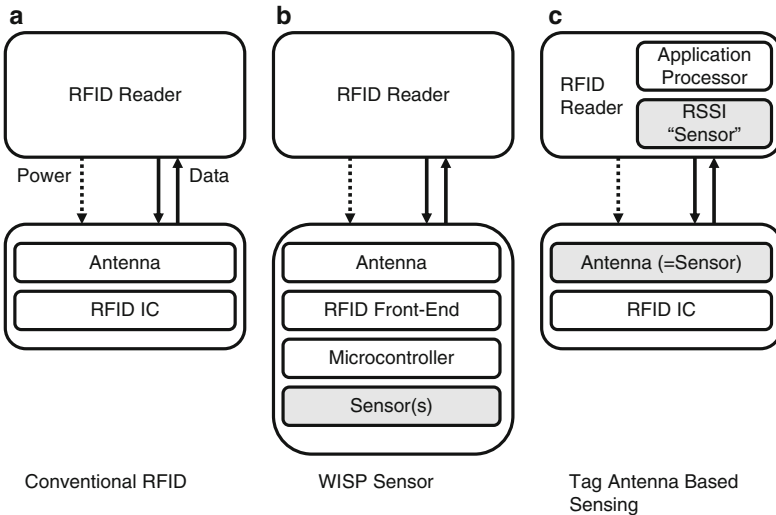 a
RFID Reader
Power
Data
Antenna
RFID IC
Conventional RFID
b
RFID Reader
Antenna
RFID Front-End
Microcontroller
Sensor(s)
WISP Sensor
c
RFID
Reader
Application
Processor
RSSI
“Sensor”
Antenna (=Sensor)
RFID IC
Tag Antenna Based
Sensing